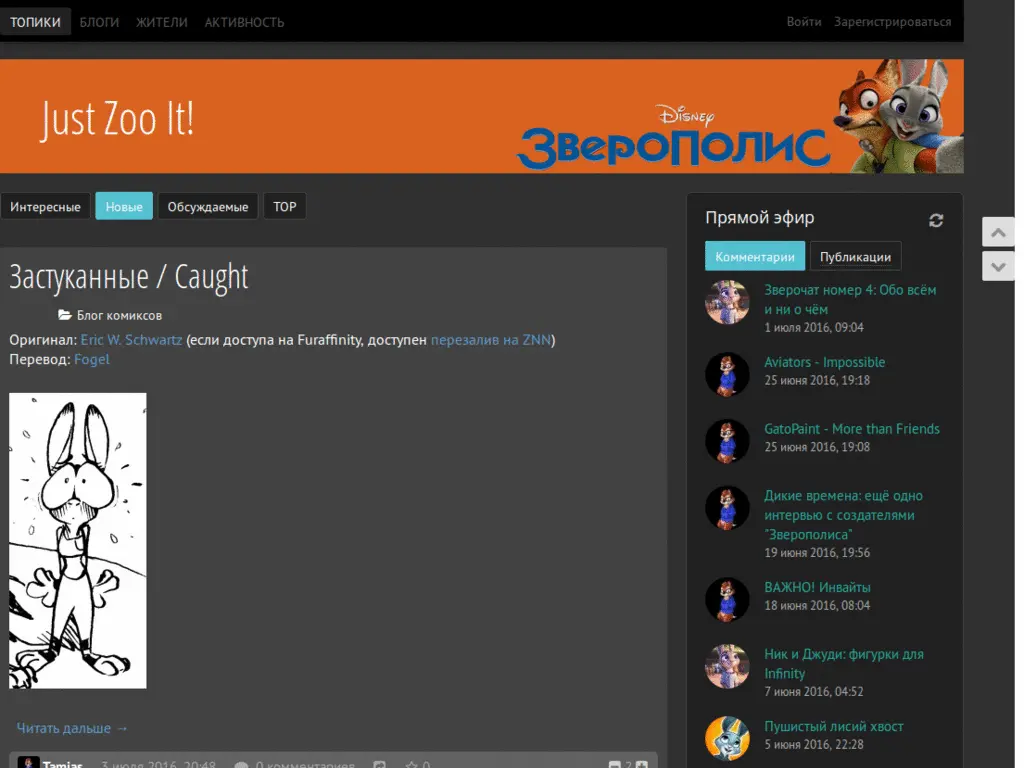 ТОПИКИ БЛОГИ ЖИТЕЛИ АКТИВНОСТЬ Войти Зарегистрироваться
Just Zoo It!
Disney
Зверополис
Интересные Новые Обсуждаемые TOP
Застуканные / Caught
Блог комиксов
Оригинал: Eric W. Schwartz (если доступа на Furaffinity, доступен перезалив на ZNN)
Перевод: Fogel
Читать дальше →
Tamias 3 июля 2016, 20:48 0 комментариев 0 2
Прямой эфир
Комментарии Публикации
Зверочат номер 4: Обо всём
и ни о чём
1 июля 2016, 09:04
Aviators - Impossible
25 июня 2016, 19:18
GatoPaint - More than Friends
25 июня 2016, 19:08
Дикие времена: ещё одно
интервью с создателями
"Зверополиса"
19 июня 2016, 19:56
ВАЖНО! Инвайты
18 июня 2016, 08:04
Ник и Джуди: фигурки для
Infinity
7 июня 2016, 04:52
Пушистый лисий хвост
5 июня 2016, 22:28